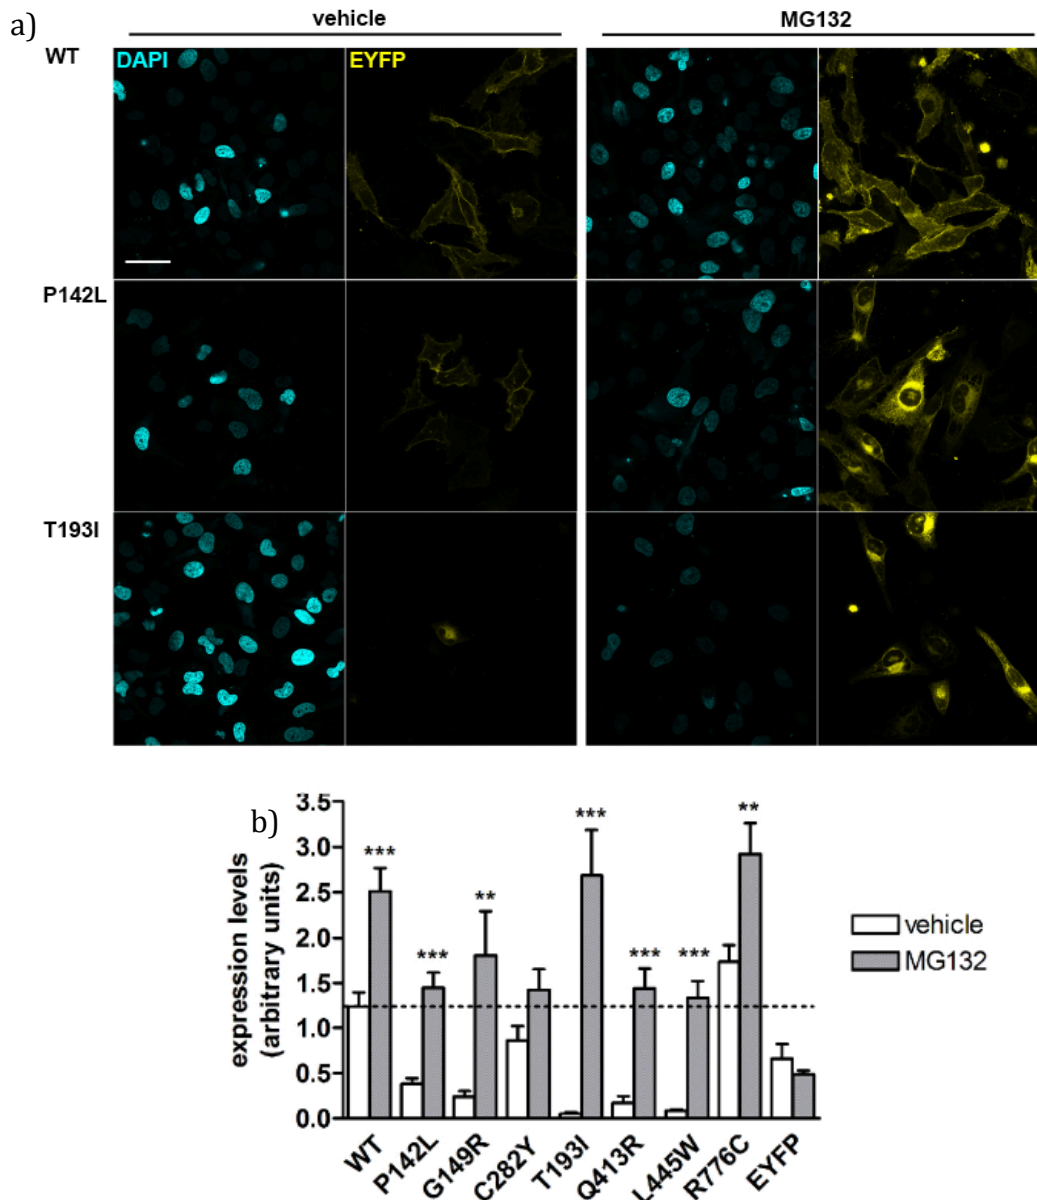 a)
vehicle
MG132
WT
DAPI
EYFP
P142L
T193I
b)
expression levels
(arbitrary units)
3.5
3.0
2.5
2.0
1.5
1.0
0.5
0.0
***
***
**
***
***
***
**
vehicle
MG132
WT
P142L
G149R
C282Y
T193I
Q413R
L445W
R776C
EYFP